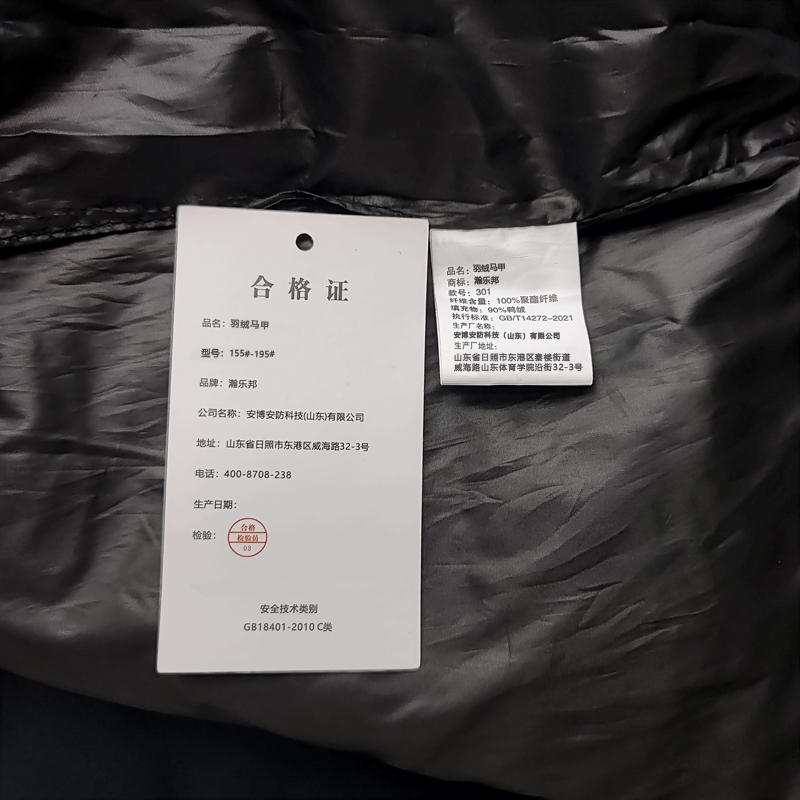 合格证
品名：羽绒马甲
型号：155#-195#
品牌：瀚乐邦
公司名称：安博安防科技(山东)有限公司
地址：山东省日照市东港区威海路32-3号
电话：400-8708-238
生产日期：
检验：
合格
检验员
03
安全技术类别
GB18401-2010 C类
品名：羽绒马甲
商标：瀚乐邦
款号：301
纤维含量：100%聚酯纤维
填充物：90%鸭绒
执行标准：GB/T14272-2021
生产厂名称：
安博安防科技（山东）有限公司
生产厂地址：
山东省日照市东港区秦楼街道
威海路山东体育学院沿街32-3号